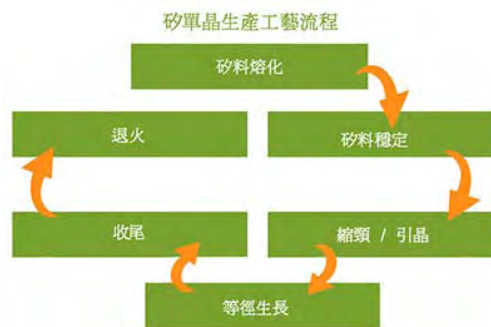 矽單晶生產工藝流程
矽料熔化
矽料穩定
縮頸 / 引晶
等徑生長
收尾
退火